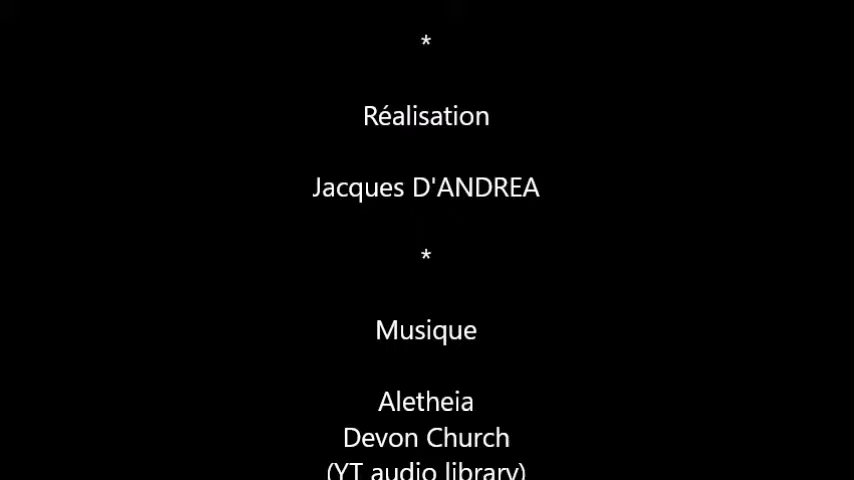 *
Réalisation
Jacques D'ANDREA
*
Musique
Aletheia
Devon Church
(YT audio library)